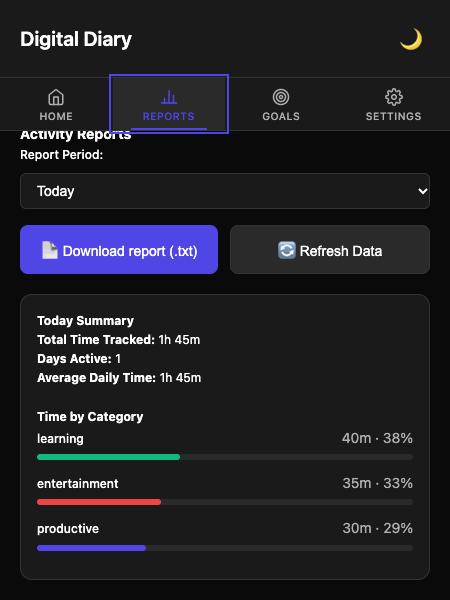 Digital Diary
HOME
REPORTS
GOALS
SETTINGS
Activity Reports
Report Period:
Today
Download report (.txt)
Refresh Data
Today Summary
Total Time Tracked: 1h 45m
Days Active: 1
Average Daily Time: 1h 45m
Time by Category
learning 40m · 38%
entertainment 35m · 33%
productive 30m · 29%